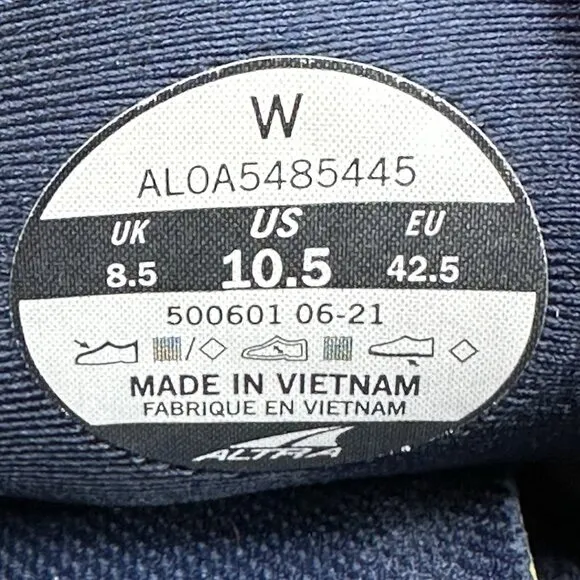 W
AL0A5485445
UK US EU
8.5 10.5 42.5
500601 06-21
/
MADE IN VIETNAM
FABRIQUE EN VIETNAM
ALTRA